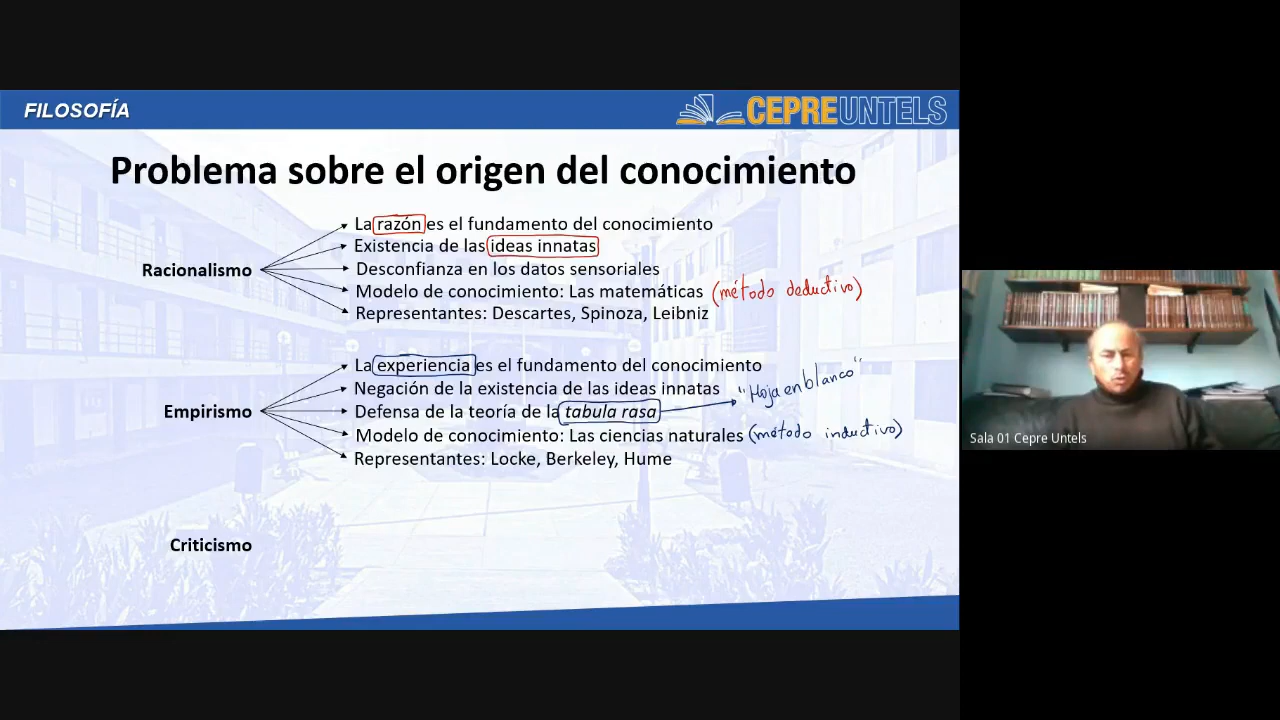 FILOSOFÍA
CEPREUNTELS
Problema sobre el origen del conocimiento
Racionalismo
La razón es el fundamento del conocimiento
Existencia de las ideas innatas
Desconfianza en los datos sensoriales
Modelo de conocimiento: Las matemáticas (método deductivo)
Representantes: Descartes, Spinoza, Leibniz
Empirismo
La experiencia es el fundamento del conocimiento
Negación de la existencia de las ideas innatas
Defensa de la teoría de la tabula rasa "Hoja en blanco"
Modelo de conocimiento: Las ciencias naturales (método inductivo)
Representantes: Locke, Berkeley, Hume
Criticismo
Sala 01 Cepre Untels